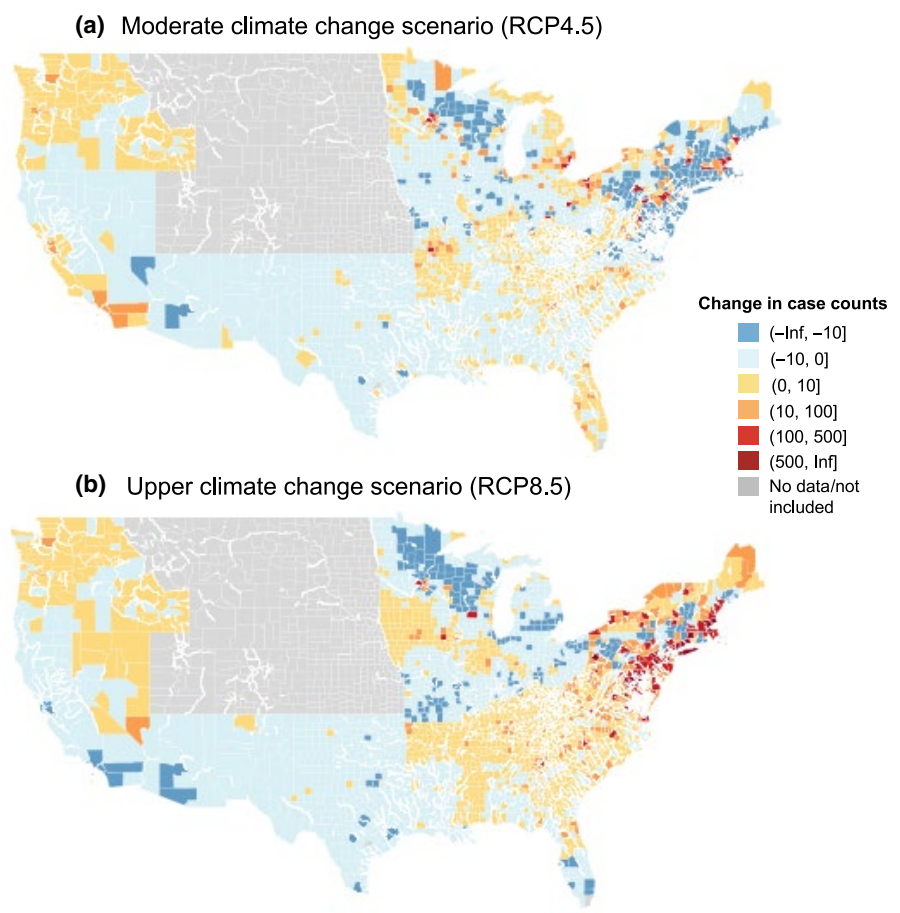 (a) Moderate climate change scenario (RCP4.5)
Change in case counts
(–Inf, –10]
(–10, 0]
(0, 10]
(10, 100]
(100, 500]
(500, Inf]
No data/not
included
(b) Upper climate change scenario (RCP8.5)